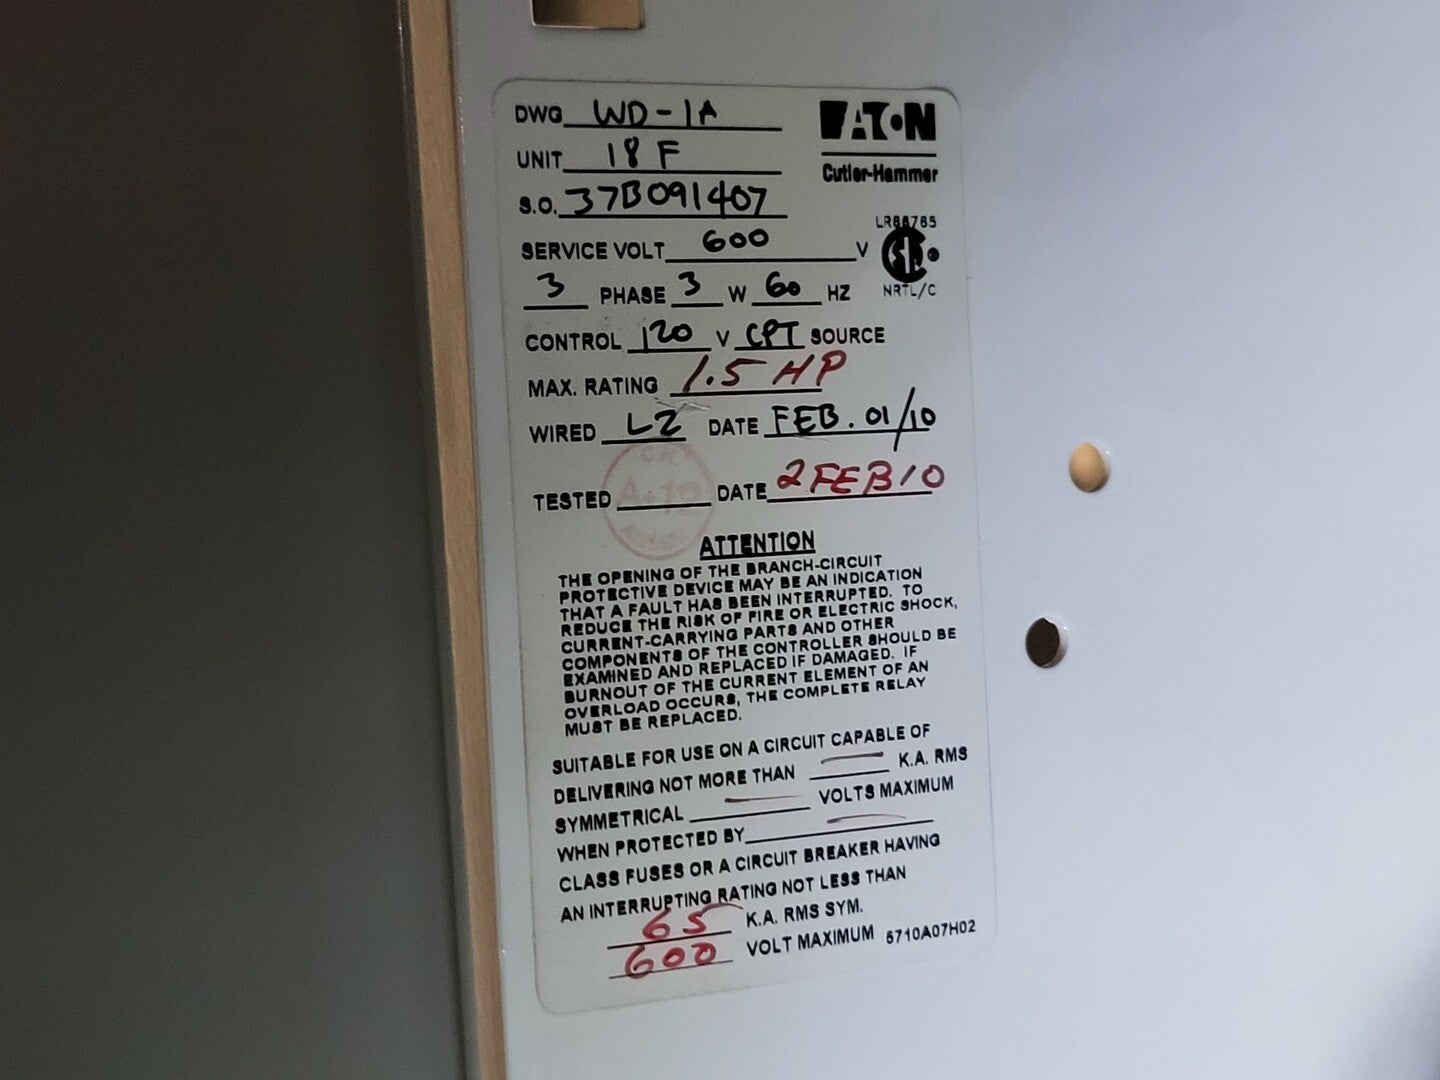 DWG WD-1A
EATON
UNIT 18F
Cutler-Hammer
S.O. 37B091407
LR68785
SERVICE VOLT 600 V
NRTL/C
3 PHASE 3 W 60 HZ
CONTROL 120 V CPT SOURCE
MAX. RATING 1.5 HP
WIRED LZ DATE FEB. 01/10
TESTED DATE 2 FEB 10
ATTENTION
THE OPENING OF THE BRANCH-CIRCUIT
PROTECTIVE DEVICE MAY BE AN INDICATION
THAT A FAULT HAS BEEN INTERRUPTED. TO
REDUCE THE RISK OF FIRE OR ELECTRIC SHOCK,
CURRENT-CARRYING PARTS AND OTHER
COMPONENTS OF THE CONTROLLER SHOULD BE
EXAMINED AND REPLACED IF DAMAGED. IF
BURNOUT OF THE CURRENT ELEMENT OF AN
OVERLOAD OCCURS, THE COMPLETE RELAY
MUST BE REPLACED.
SUITABLE FOR USE ON A CIRCUIT CAPABLE OF
DELIVERING NOT MORE THAN — K.A. RMS
SYMMETRICAL — VOLTS MAXIMUM
WHEN PROTECTED BY —
CLASS FUSES OR A CIRCUIT BREAKER HAVING
AN INTERRUPTING RATING NOT LESS THAN
65 K.A. RMS SYM.
600 VOLT MAXIMUM 5710A07H02